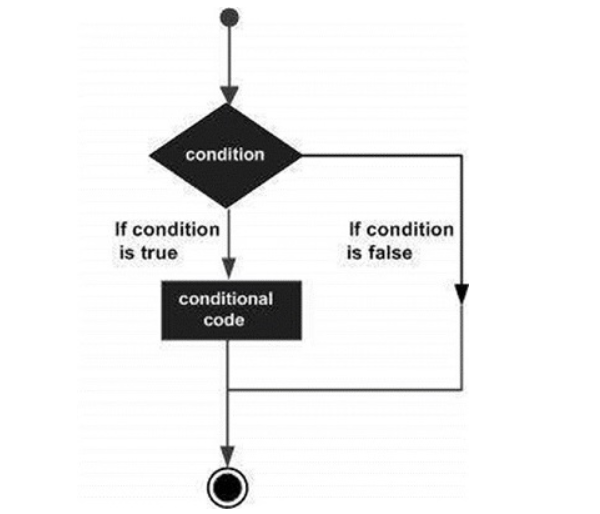 condition
If condition
is true
If condition
is false
conditional
code